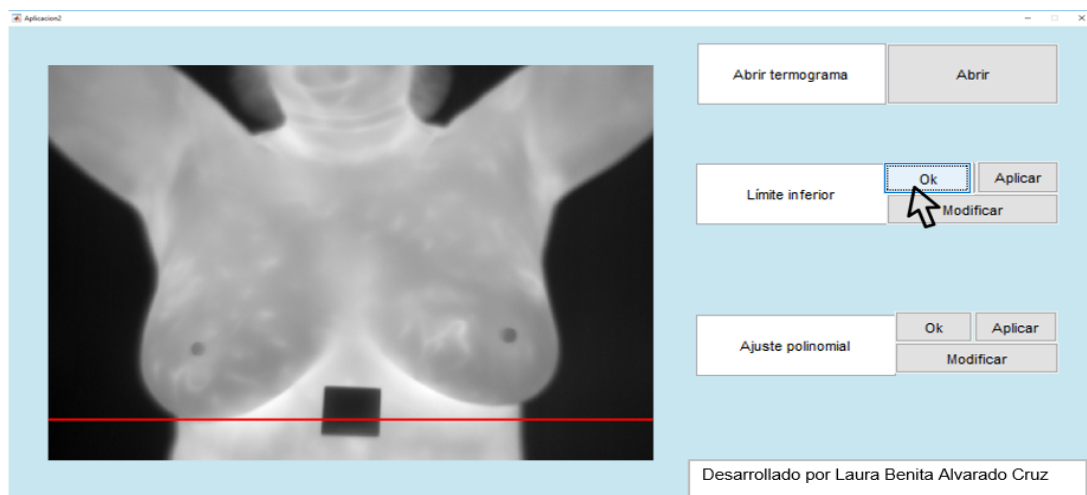 Aplicacion2
Abrir termograma
Abrir
Límite inferior
Ok
Aplicar
Modificar
Ajuste polinomial
Ok
Aplicar
Modificar
Desarrollado por Laura Benita Alvarado Cruz